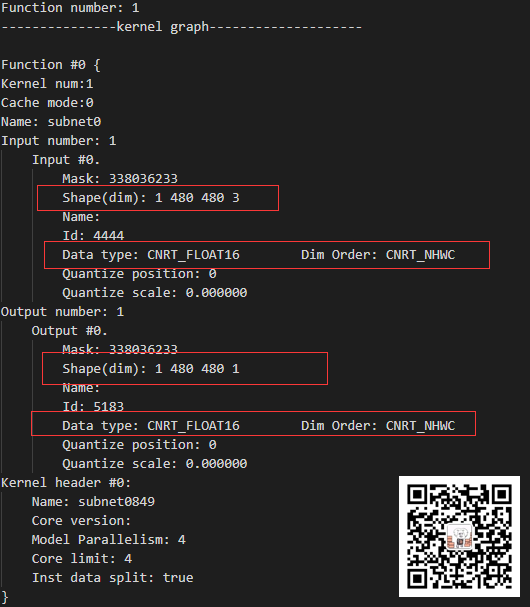 Function number: 1
---------------kernel graph--------------------
Function #0 {
Kernel num:1
Cache mode:0
Name: subnet0
Input number: 1
Input #0.
Mask: 338036233
Shape(dim): 1 480 480 3
Name:
Id: 4444
Data type: CNRT_FLOAT16        Dim Order: CNRT_NHWC
Quantize position: 0
Quantize scale: 0.000000
Output number: 1
Output #0.
Mask: 338036233
Shape(dim): 1 480 480 1
Name:
Id: 5183
Data type: CNRT_FLOAT16        Dim Order: CNRT_NHWC
Quantize position: 0
Quantize scale: 0.000000
Kernel header #0:
Name: subnet0849
Core version:
Model Parallelism: 4
Core limit: 4
Inst data split: true
}